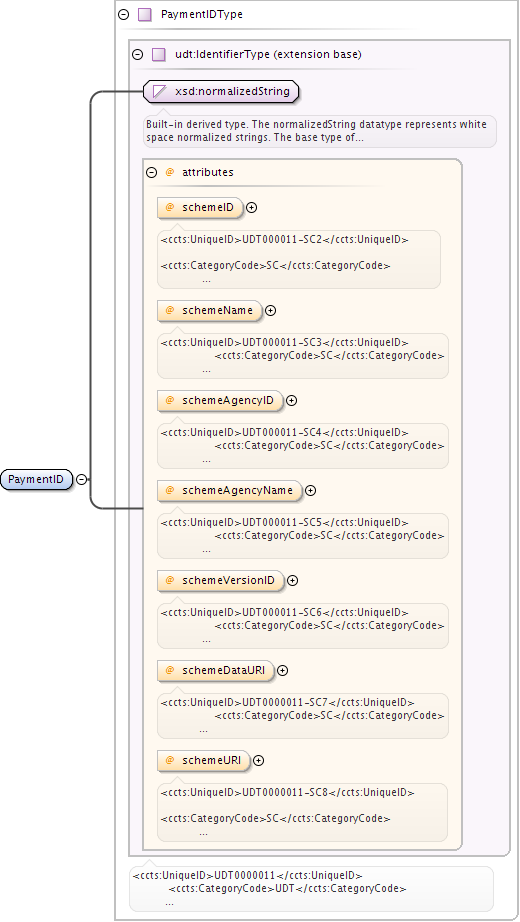 PaymentIDType
udt:IdentifierType (extension base)
xsd:normalizedString
Built-in derived type. The normalizedString datatype represents white
space normalized strings. The base type of...
@ attributes
@ schemeID
<ccts:UniqueID>UDT000011-SC2</ccts:UniqueID>
<ccts:CategoryCode>SC</ccts:CategoryCode>
...
@ schemeName
<ccts:UniqueID>UDT000011-SC3</ccts:UniqueID>
<ccts:CategoryCode>SC</ccts:CategoryCode>
...
@ schemeAgencyID
<ccts:UniqueID>UDT000011-SC4</ccts:UniqueID>
<ccts:CategoryCode>SC</ccts:CategoryCode>
...
PaymentID
@ schemeAgencyName
<ccts:UniqueID>UDT000011-SC5</ccts:UniqueID>
<ccts:CategoryCode>SC</ccts:CategoryCode>
...
@ schemeVersionID
<ccts:UniqueID>UDT000011-SC6</ccts:UniqueID>
<ccts:CategoryCode>SC</ccts:CategoryCode>
...
@ schemeDataURI
<ccts:UniqueID>UDT0000011-SC7</ccts:UniqueID>
<ccts:CategoryCode>SC</ccts:CategoryCode>
...
@ schemeURI
<ccts:UniqueID>UDT0000011-SC8</ccts:UniqueID>
<ccts:CategoryCode>SC</ccts:CategoryCode>
...
<ccts:UniqueID>UDT0000011</ccts:UniqueID>
<ccts:CategoryCode>UDT</ccts:CategoryCode>
...